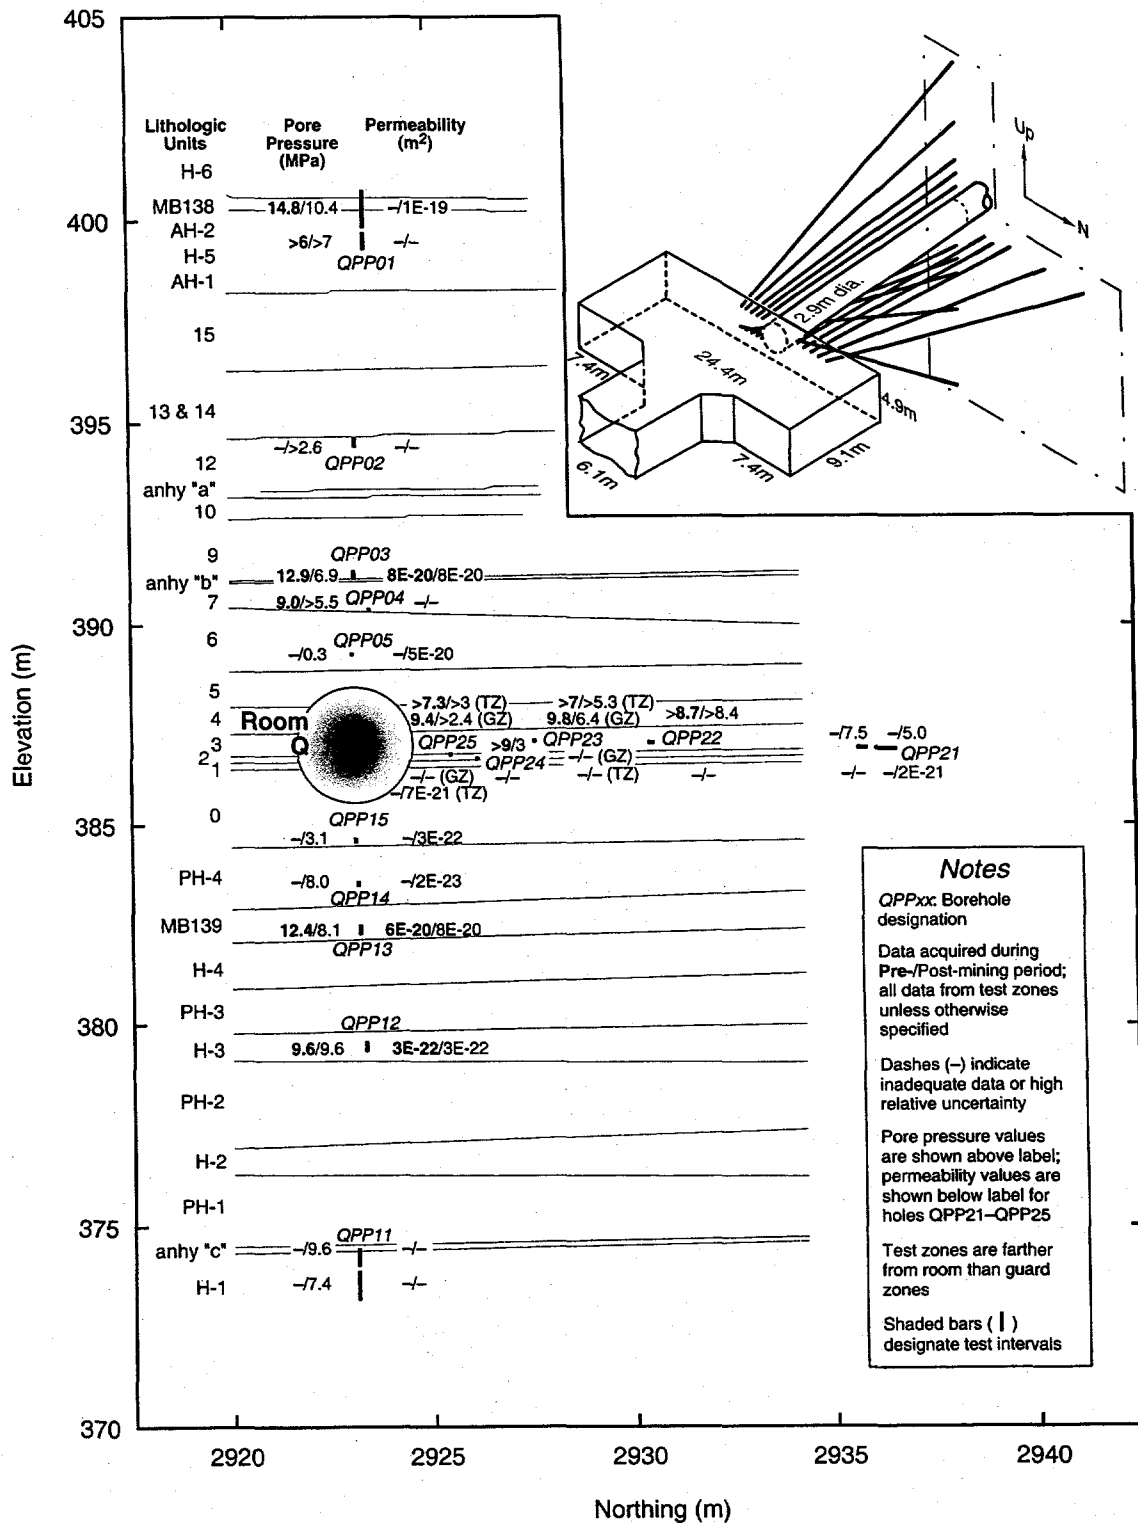 405
400
395
390
385
380
375
370
Elevation (m)
2920
2925
2930
2935
2940
Northing (m)
Lithologic Units
Pore Pressure (MPa)
Permeability (m²)
H-6
MB138
14.8/10.4
–/1E-19
AH-2
>6/>7
–/–
H-5
QPP01
AH-1
15
13 & 14
–/>2.6
–/–
12
QPP02
anhy "a"
10
9
QPP03
anhy "b"
12.9/6.9
8E-20/8E-20
7
9.0/>5.5
QPP04
–/–
6
QPP05
–/0.3
–/5E-20
5
>7.3/>3 (TZ)
>7/>5.3 (TZ)
4
Room Q
9.4/>2.4 (GZ)
9.8/6.4 (GZ)
>8.7/>8.4
–/7.5
–/5.0
3
QPP25
>9/3
QPP23
QPP22
QPP21
2
QPP24
–/– (GZ)
1
–/– (GZ)
–/–
–/– (TZ)
–/–
–/–
–/2E-21
–/7E-21 (TZ)
0
QPP15
–/3.1
–/3E-22
PH-4
–/8.0
–/2E-23
QPP14
MB139
12.4/8.1
6E-20/8E-20
QPP13
H-4
PH-3
QPP12
H-3
9.6/9.6
3E-22/3E-22
PH-2
H-2
PH-1
QPP11
anhy "c"
–/9.6
–/–
H-1
–/7.4
–/–
Up
N
2.9m dia.
7.4m
24.4m
4.9m
6.1m
7.4m
9.1m
Notes
QPPxx: Borehole
designation
Data acquired during
Pre-/Post-mining period;
all data from test zones
unless otherwise
specified
Dashes (–) indicate
inadequate data or high
relative uncertainty
Pore pressure values
are shown above label;
permeability values are
shown below label for
holes QPP21–QPP25
Test zones are farther
from room than guard
zones
Shaded bars ( )
designate test intervals